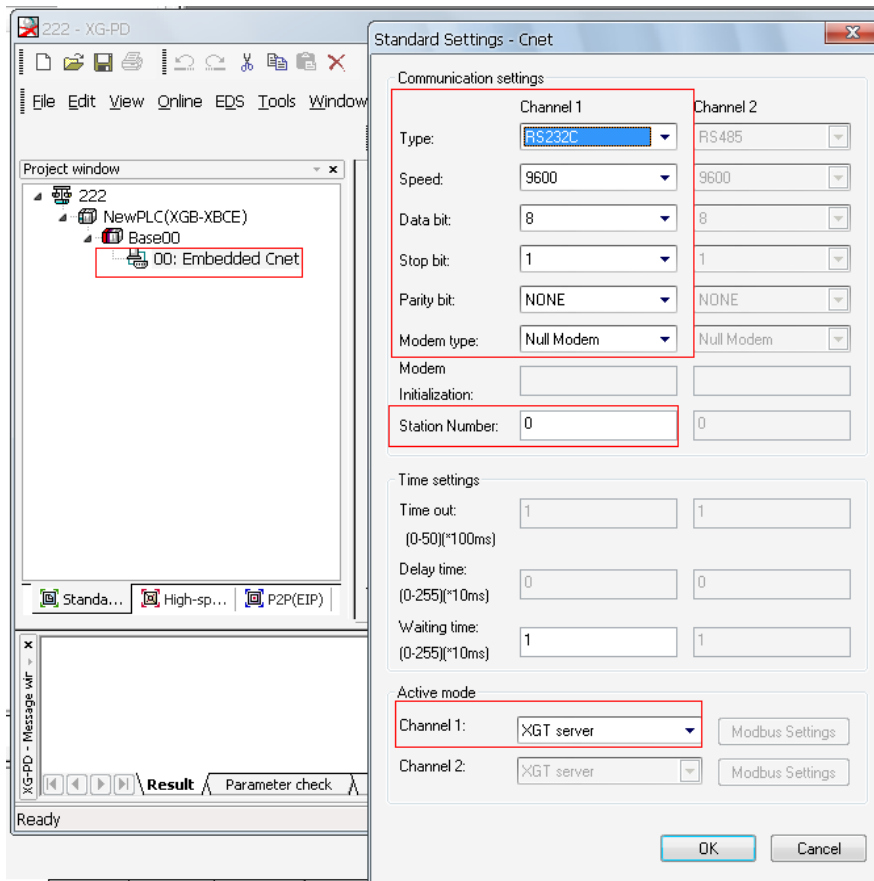 222 - XG-PD
File Edit View Online EDS Tools Window
Project window
222
NewPLC(XGB-XBCE)
Base00
00: Embedded Cnet
Standa... High-sp... P2P(EIP)
XG-PD - Message wir
Result Parameter check
Ready
Standard Settings - Cnet
Communication settings
Channel 1 Channel 2
Type: RS232C RS485
Speed: 9600 9600
Data bit: 8 8
Stop bit: 1 1
Parity bit: NONE NONE
Modem type: Null Modem Null Modem
Modem
Initialization:
Station Number: 0 0
Time settings
Time out: 1 1
(0-50)(*100ms)
Delay time: 0 0
(0-255)(*10ms)
Waiting time: 1 1
(0-255)(*10ms)
Active mode
Channel 1: XGT server Modbus Settings
Channel 2: XGT server Modbus Settings
OK Cancel